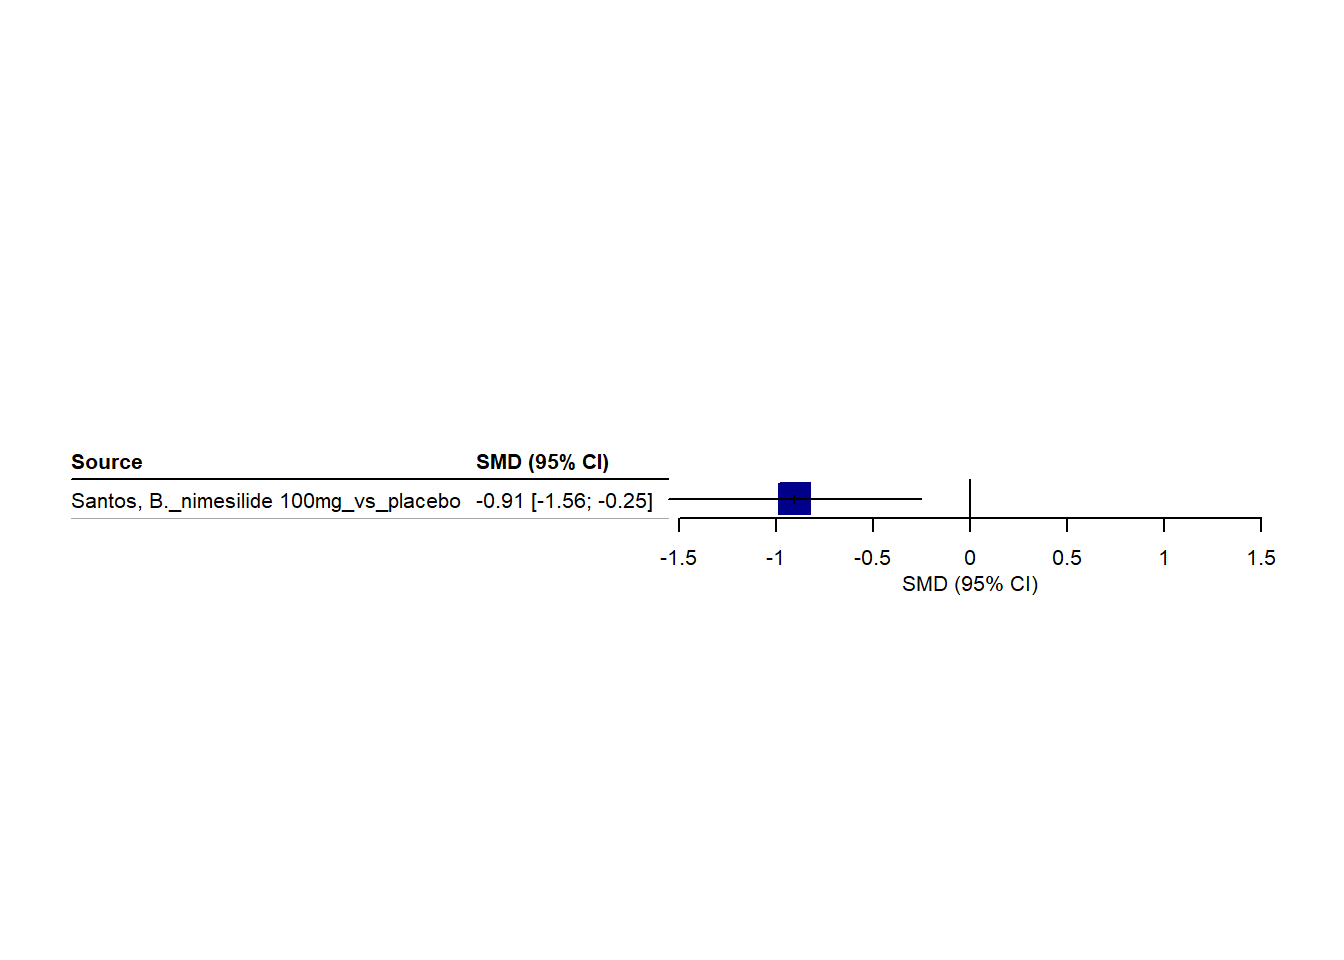 Source SMD (95% CI)
Santos, B._nimesilide 100mg_vs_placebo -0.91 [-1.56; -0.25]
-1.5 -1 -0.5 0 0.5 1 1.5
SMD (95% CI)